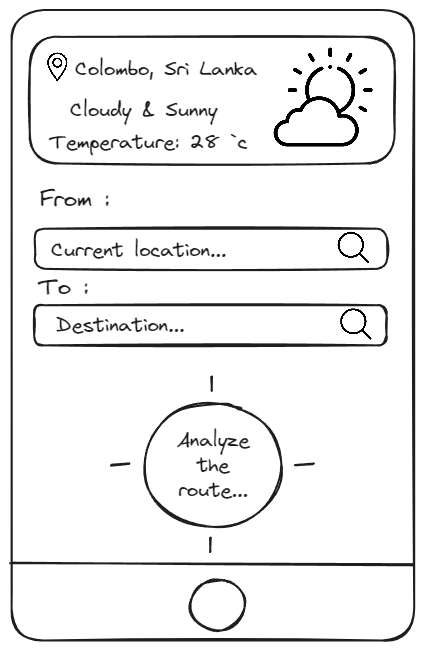 Colombo, Sri Lanka
Cloudy & Sunny
Temperature: 28 `c
From :
Current location...
To :
Destination...
Analyze
the
route...